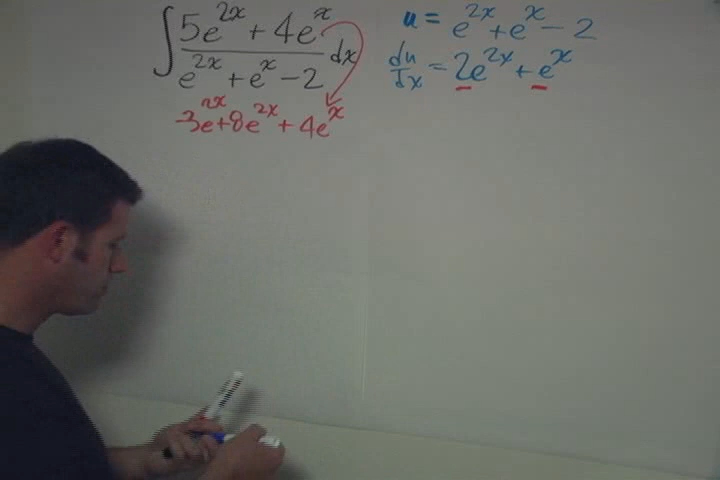 ∫ (5e^{2x} + 4e^x)/(e^{2x} + e^x - 2) dx
-3e^{2x} + 8e^{2x} + 4e^x
u = e^{2x} + e^x - 2
du/dx = 2e^{2x} + e^x